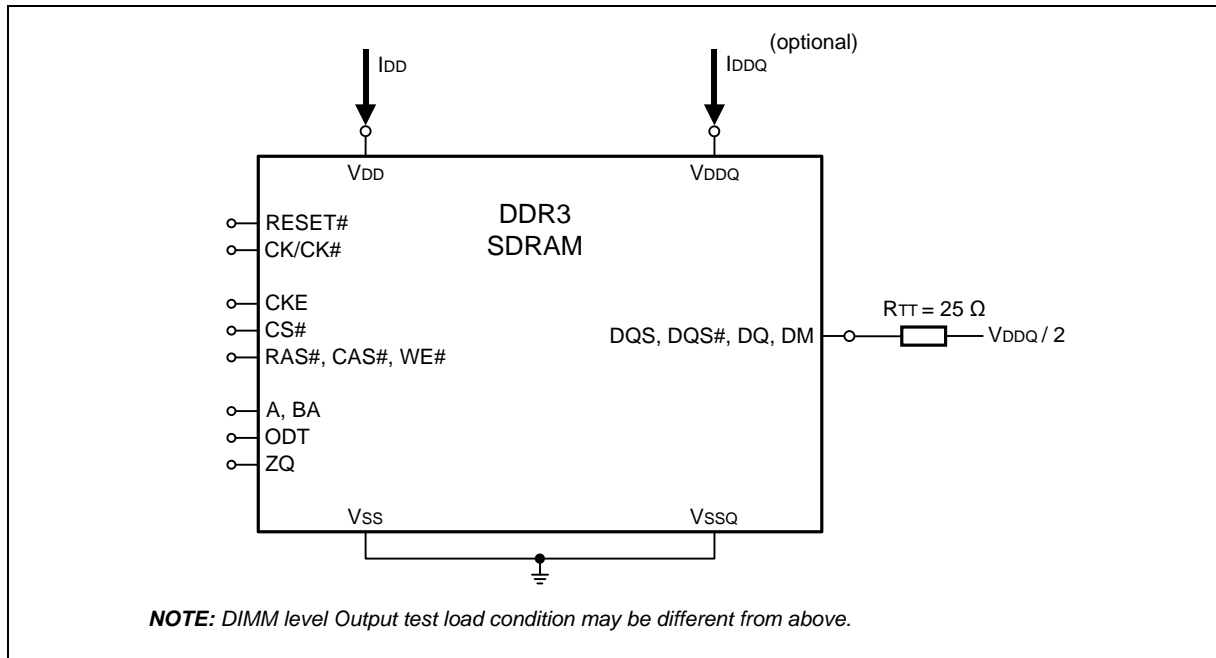 (optional)
IDD
IDDQ
VDD
VDDQ
DDR3
SDRAM
RESET#
CK/CK#
CKE
CS#
RAS#, CAS#, WE#
A, BA
ODT
ZQ
DQS, DQS#, DQ, DM
RTT = 25 Ω
VDDQ / 2
VSS
VSSQ
NOTE: DIMM level Output test load condition may be different from above.